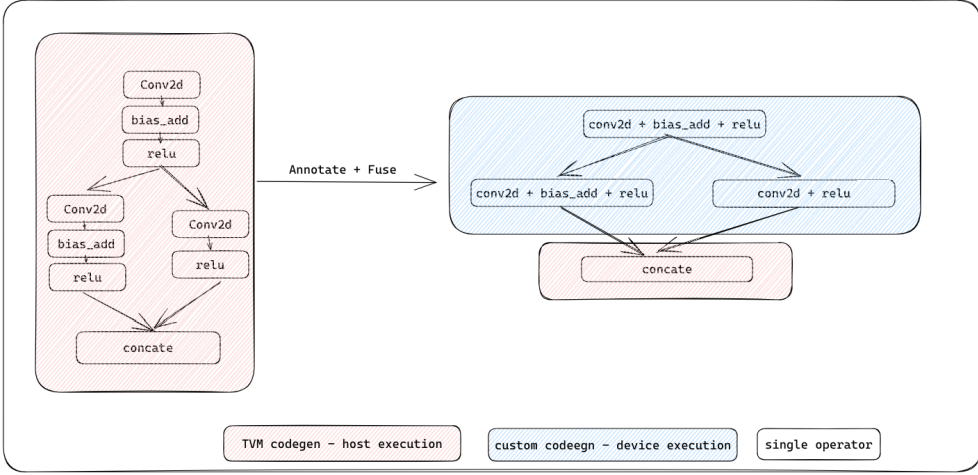 Conv2d
bias_add
relu
Conv2d
bias_add
relu
Conv2d
relu
concate
Annotate + Fuse
conv2d + bias_add + relu
conv2d + bias_add + relu
conv2d + relu
concate
TVM codegen - host execution
custom codeegn - device execution
single operator